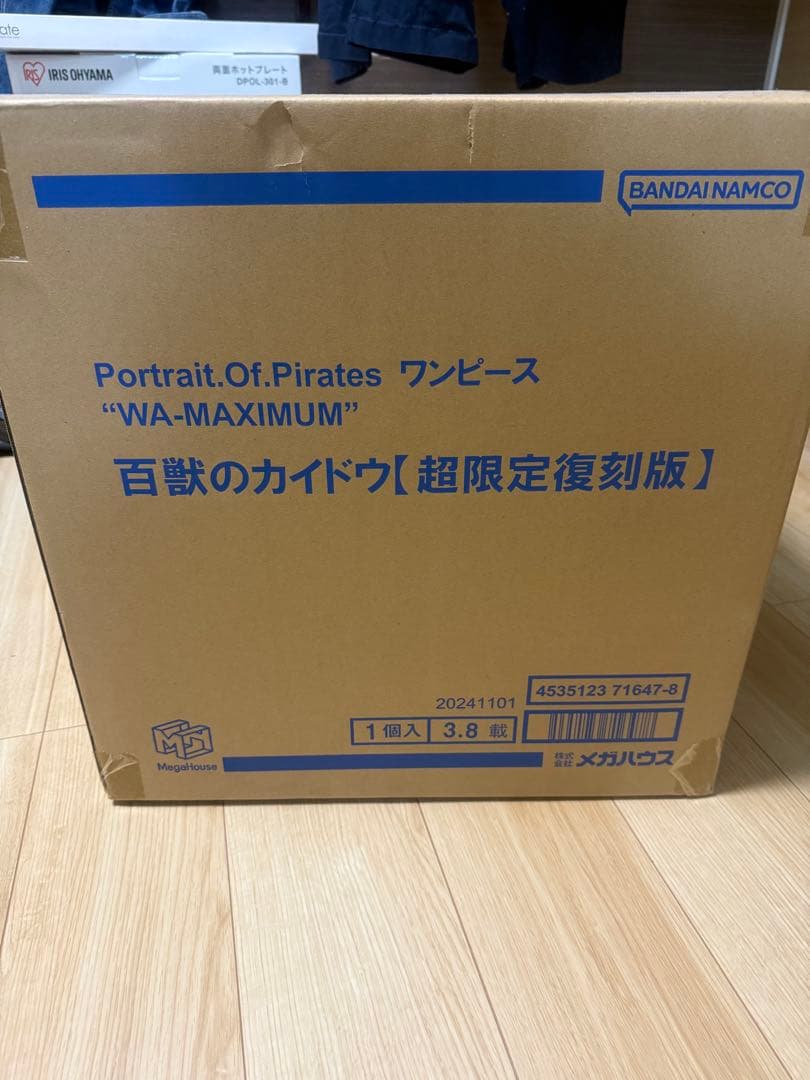 ate
IRIS OHYAMA
両面ホットプレート
DPOL-301-B
BANDAI NAMCO
Portrait.Of.Pirates ワンピース
“WA-MAXIMUM”
百獣のカイドウ【超限定復刻版】
20241101
4535123 71647-8
1個入 3.8 載
MegaHouse
株式会社 メガハウス